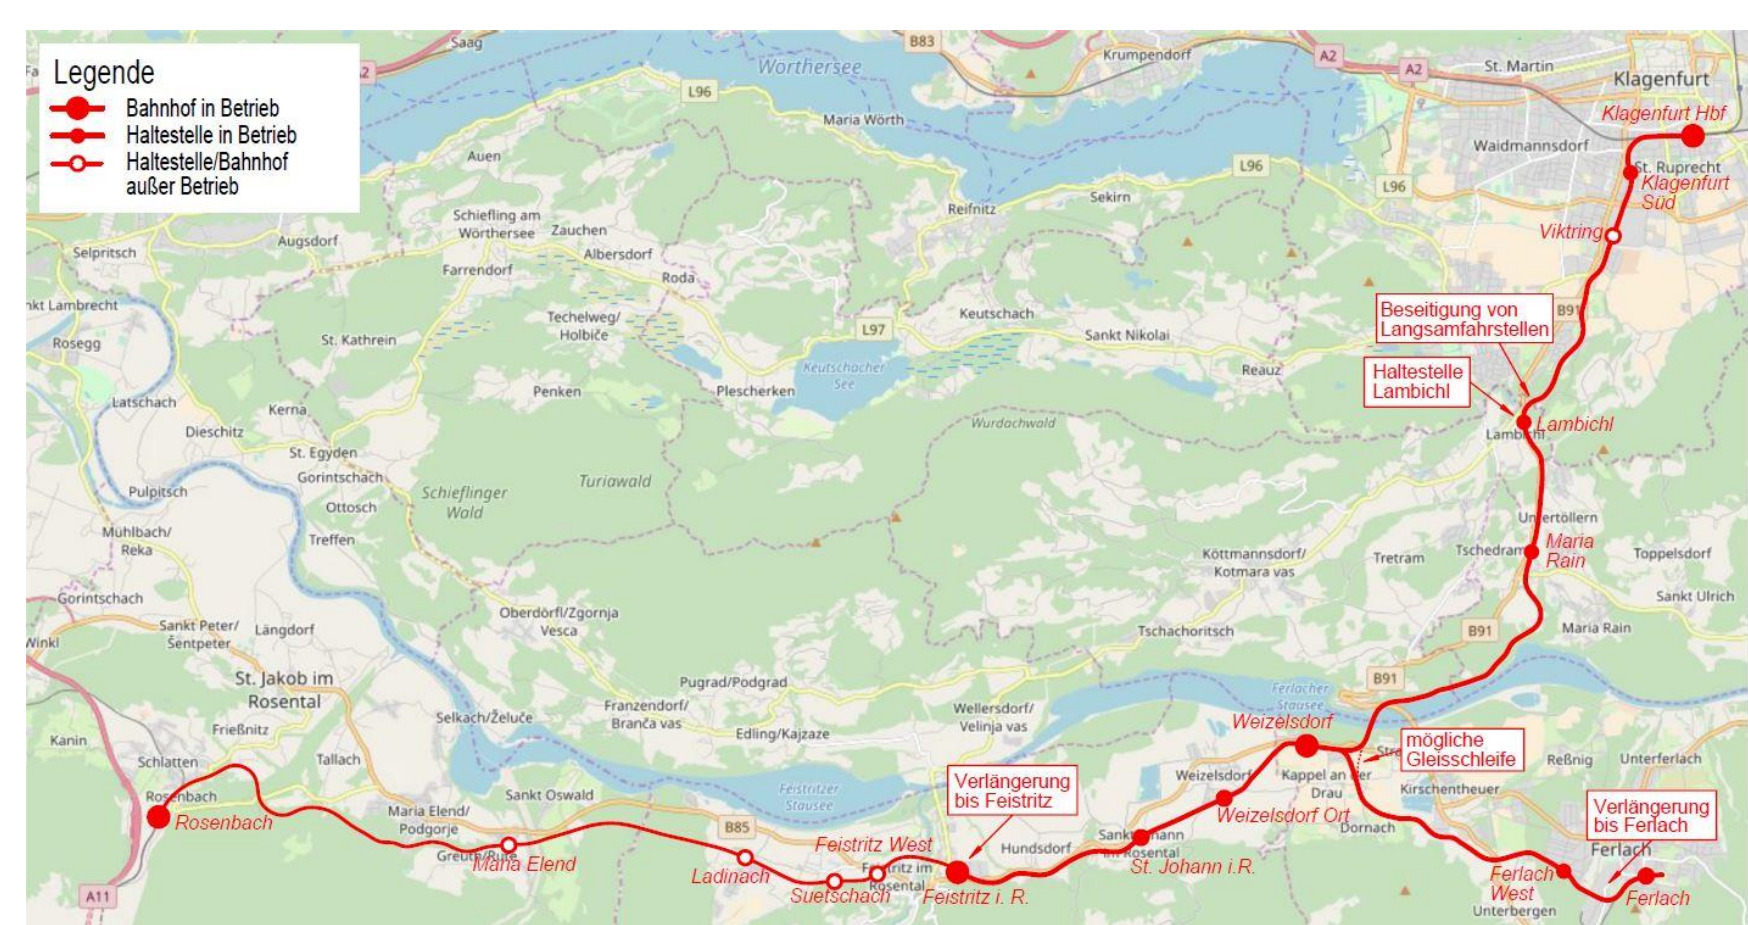 Legende
Bahnhof in Betrieb
Haltestelle in Betrieb
Haltestelle/Bahnhof
außer Betrieb
Saag
Wörthersee
B83
Krumpendorf
A2
A2
St. Martin
Klagenfurt
Klagenfurt Hbf
L96
Maria Wörth
Waidmannsdorf
Auen
L96
L96
St. Ruprecht
Klagenfurt
Süd
Sekirn
Reifnitz
Schiefling am
Wörthersee
Zauchen
Viktring
Augsdorf
Albersdorf
Selpritsch
Farrendorf
Roda
nkt Lambrecht
Techelweg/
Holbiče
Keutschach
Beseitigung von
Langsamfahrstellen
B91
Rosegg
St. Kathrein
L97
Sankt Nikolai
Keutschacher
See
Reauz
Haltestelle
Lambichl
Latschach
Kerna
Penken
Plescherken
Dieschitz
Wurdachwald
Lambichl
Lambichl
St. Egyden
Gorintschach
Pulpitsch
Schieflinger
Wald
Turiawald
Ottosch
Untertöllern
Mühlbach/
Reka
Treffen
Köttmannsdorf/
Kotmara vas
Tretram
Tschedram
Maria
Rain
Toppelsdorf
Gorintschach
Sankt Ulrich
Oberdörfl/Zgornja
Vesca
Sankt Peter/
Šentpeter
Längdorf
Tschachoritsch
B91
Maria Rain
Winkl
St. Jakob im
Rosental
Pugrad/Podgrad
B91
Ferlacher
Stausee
Selkach/Želuče
Franzendorf/
Branča vas
Wellersdorf/
Velinja vas
Weizelsdorf
Frießnitz
Kanin
Edling/Kajzaze
mögliche
Gleisschleife
Schlatten
Tallach
Weizelsdorf
Kappel an der
Drau
Reßnig
Unterferlach
Rosenbach
Rosenbach
Sankt Oswald
Feistritzer
Stausee
Verlängerung
bis Feistritz
Kirschentheuer
Verlängerung
bis Ferlach
Maria Elend/
Podgorje
B85
Weizelsdorf Ort
Dornach
Feistritz West
Hundsdorf
Ferlach
Maria Elend
Ladinach
St. Johann i.R.
Suetschach
Feistritz im
Rosental
Feistritz i. R.
Ferlach
West
Ferlach
A11
Unterbergen